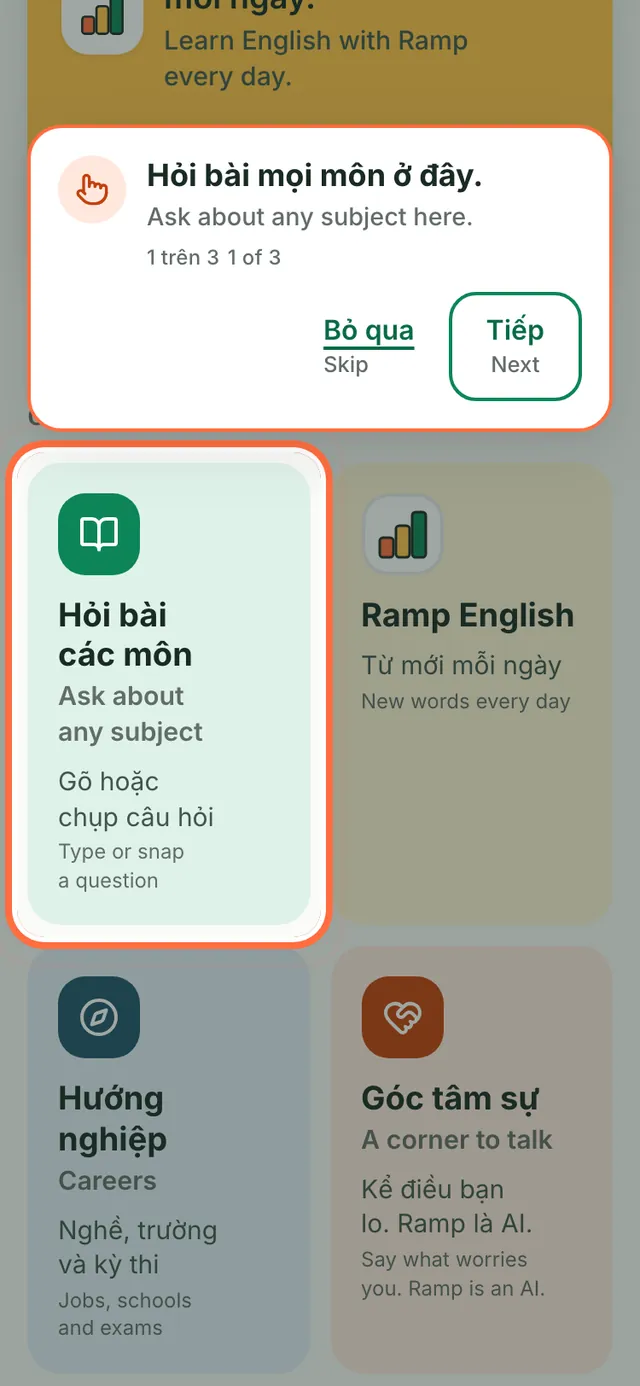 mỗi ngày.
Learn English with Ramp
every day.
Hỏi bài mọi môn ở đây.
Ask about any subject here.
1 trên 3 1 of 3
Bỏ qua
Skip
Tiếp
Next
Hỏi bài
các môn
Ask about
any subject
Gõ hoặc
chụp câu hỏi
Type or snap
a question
Ramp English
Từ mới mỗi ngày
New words every day
Hướng
nghiệp
Careers
Nghề, trường
và kỳ thi
Jobs, schools
and exams
Góc tâm sự
A corner to talk
Kể điều bạn
lo. Ramp là AI.
Say what worries
you. Ramp is an AI.